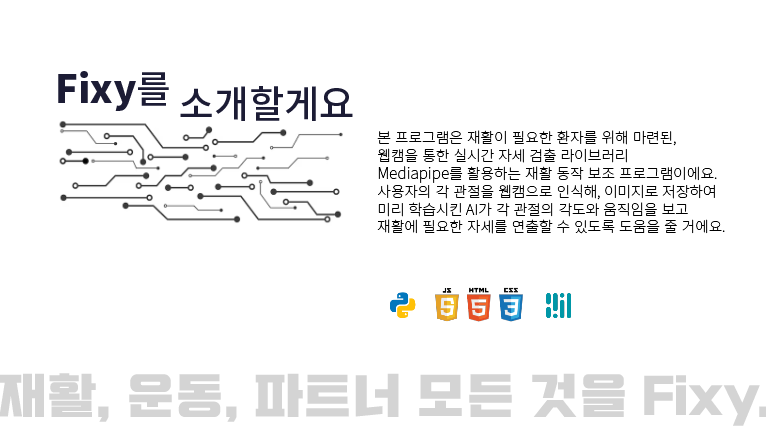 Fixy를 소개할게요
본 프로그램은 재활이 필요한 환자를 위해 마련된,
웹캠을 통한 실시간 자세 검출 라이브러리
Mediapipe를 활용하는 재활 동작 보조 프로그램이에요.
사용자의 각 관절을 웹캠으로 인식해, 이미지로 저장하여
미리 학습시킨 AI가 각 관절의 각도와 움직임을 보고
재활에 필요한 자세를 연출할 수 있도록 도움을 줄 거에요.
JS HTML CSS
5 5 3
재활, 운동, 파트너 모든 것을 Fixy.